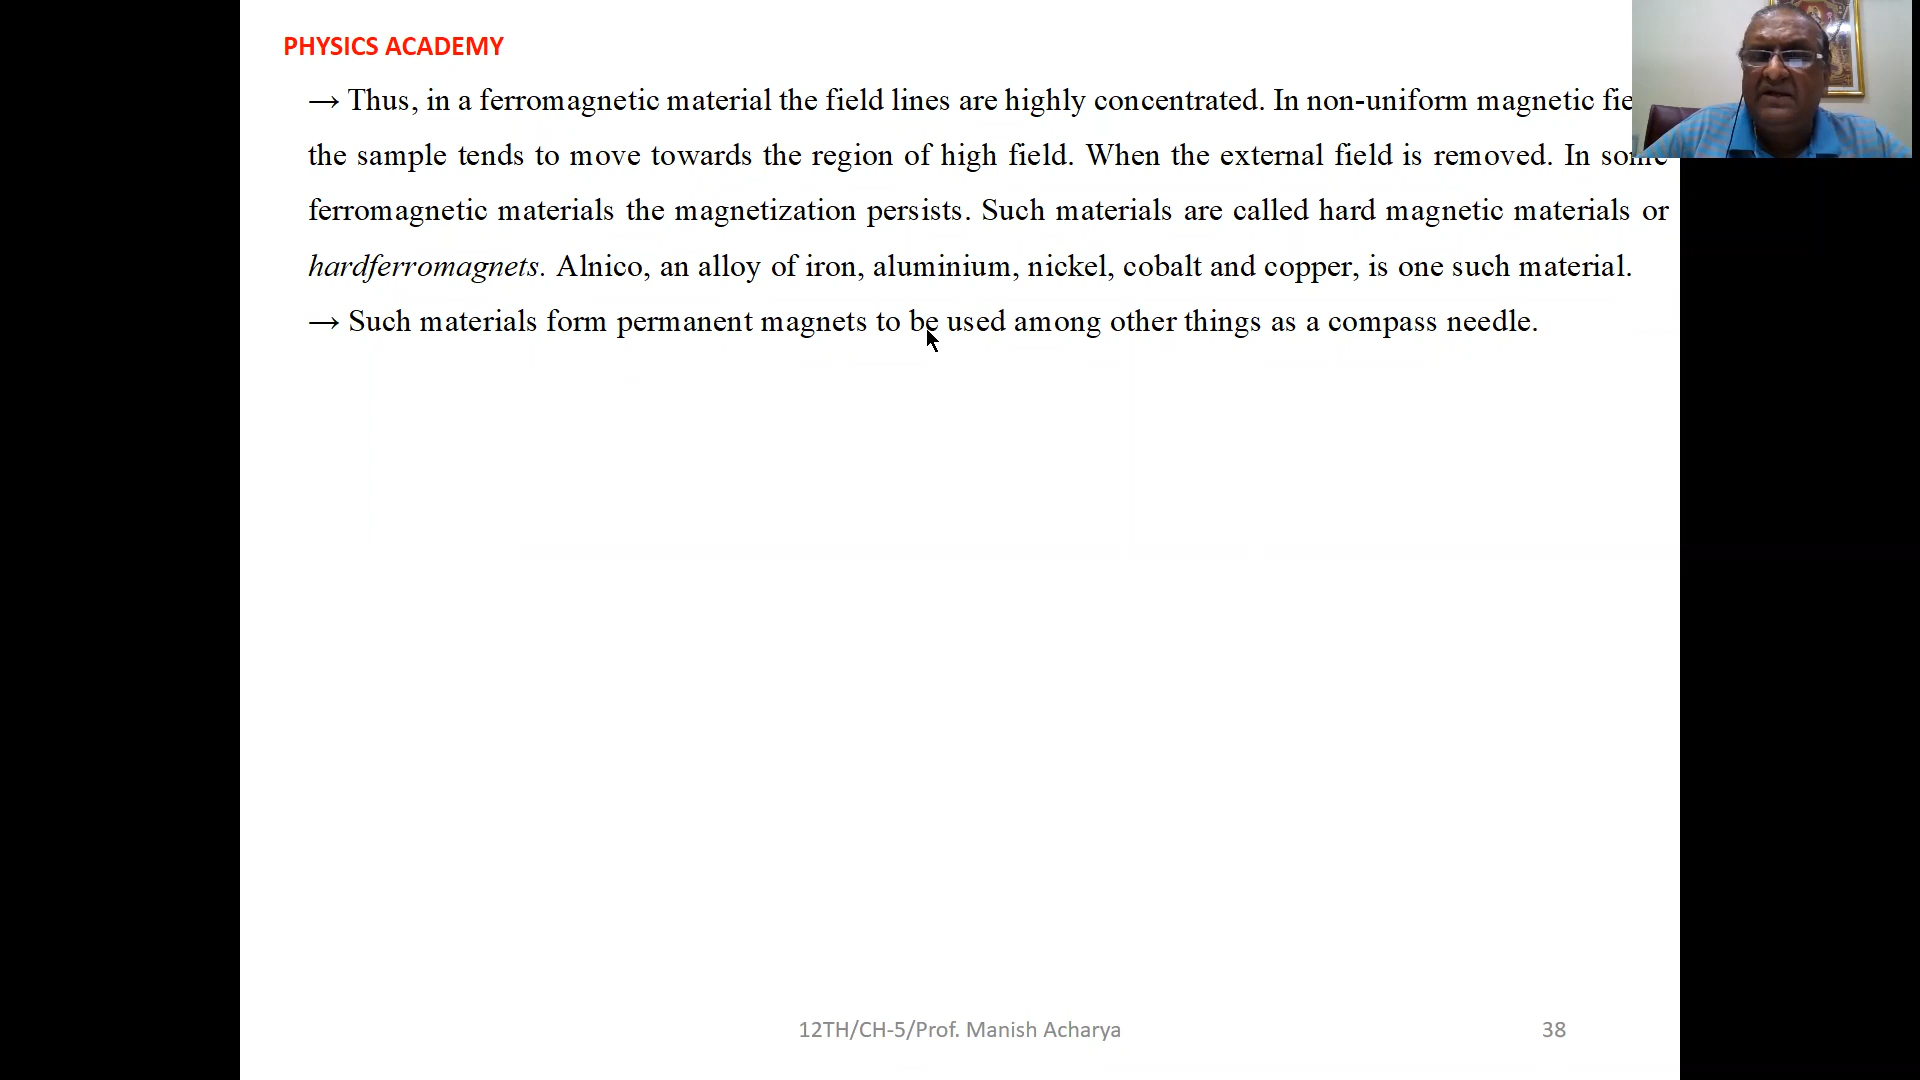 PHYSICS ACADEMY
→ Thus, in a ferromagnetic material the field lines are highly concentrated. In non-uniform magnetic
the sample tends to move towards the region of high field. When the external field is removed. In some
ferromagnetic materials the magnetization persists. Such materials are called hard magnetic materials or
hardferromagnets. Alnico, an alloy of iron, aluminium, nickel, cobalt and copper, is one such material.
→ Such materials form permanent magnets to be used among other things as a compass needle.
12TH/CH-5/Prof. Manish Acharya
38